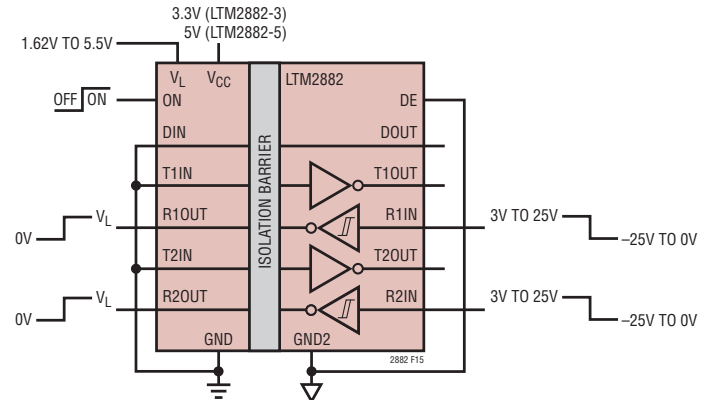 3.3V (LTM2882-3)
5V (LTM2882-5)
1.62V TO 5.5V
VL VCC LTM2882
OFF ON ON DE
DIN DOUT
T1IN T1OUT
0V VL R1OUT R1IN 3V TO 25V –25V TO 0V
T2IN T2OUT
0V VL R2OUT R2IN 3V TO 25V –25V TO 0V
ISOLATION BARRIER
GND GND2
2882 F15